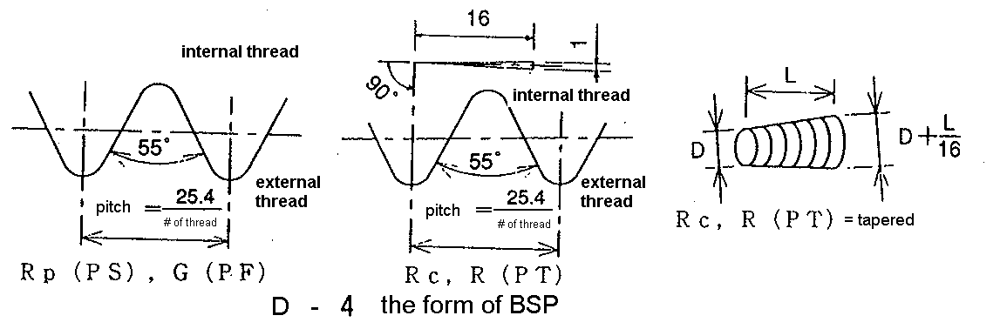 internal thread
55°
external
thread
pitch = 25.4
# of thread
Rp (PS), G (PF)
16
1
90°
internal thread
55°
external
thread
pitch = 25.4
# of thread
Rc, R (PT)
L
D
D+L
16
Rc, R (PT) = tapered
D - 4 the form of BSP